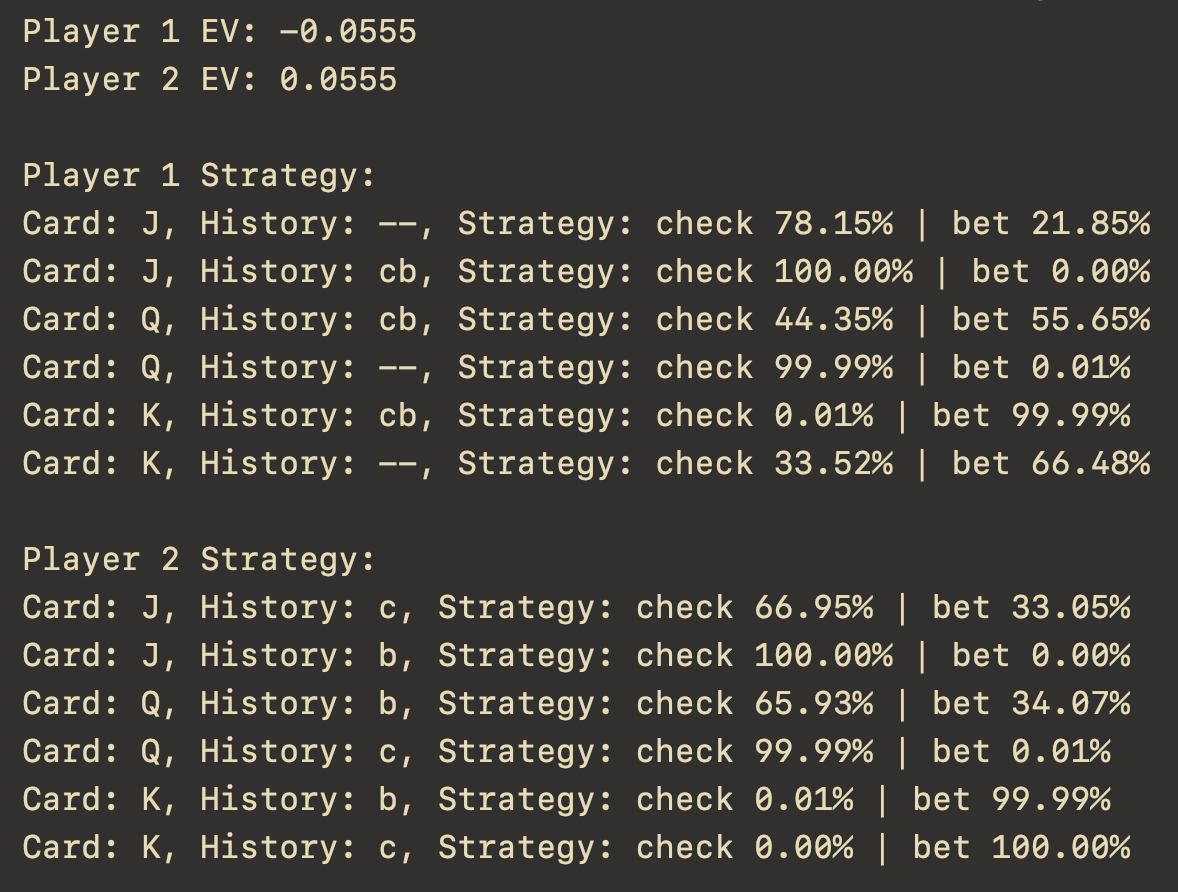 Player 1 EV: -0.0555
Player 2 EV: 0.0555

Player 1 Strategy:
Card: J, History: --, Strategy: check 78.15% | bet 21.85%
Card: J, History: cb, Strategy: check 100.00% | bet 0.00%
Card: Q, History: cb, Strategy: check 44.35% | bet 55.65%
Card: Q, History: --, Strategy: check 99.99% | bet 0.01%
Card: K, History: cb, Strategy: check 0.01% | bet 99.99%
Card: K, History: --, Strategy: check 33.52% | bet 66.48%

Player 2 Strategy:
Card: J, History: c, Strategy: check 66.95% | bet 33.05%
Card: J, History: b, Strategy: check 100.00% | bet 0.00%
Card: Q, History: b, Strategy: check 65.93% | bet 34.07%
Card: Q, History: c, Strategy: check 99.99% | bet 0.01%
Card: K, History: b, Strategy: check 0.01% | bet 99.99%
Card: K, History: c, Strategy: check 0.00% | bet 100.00%